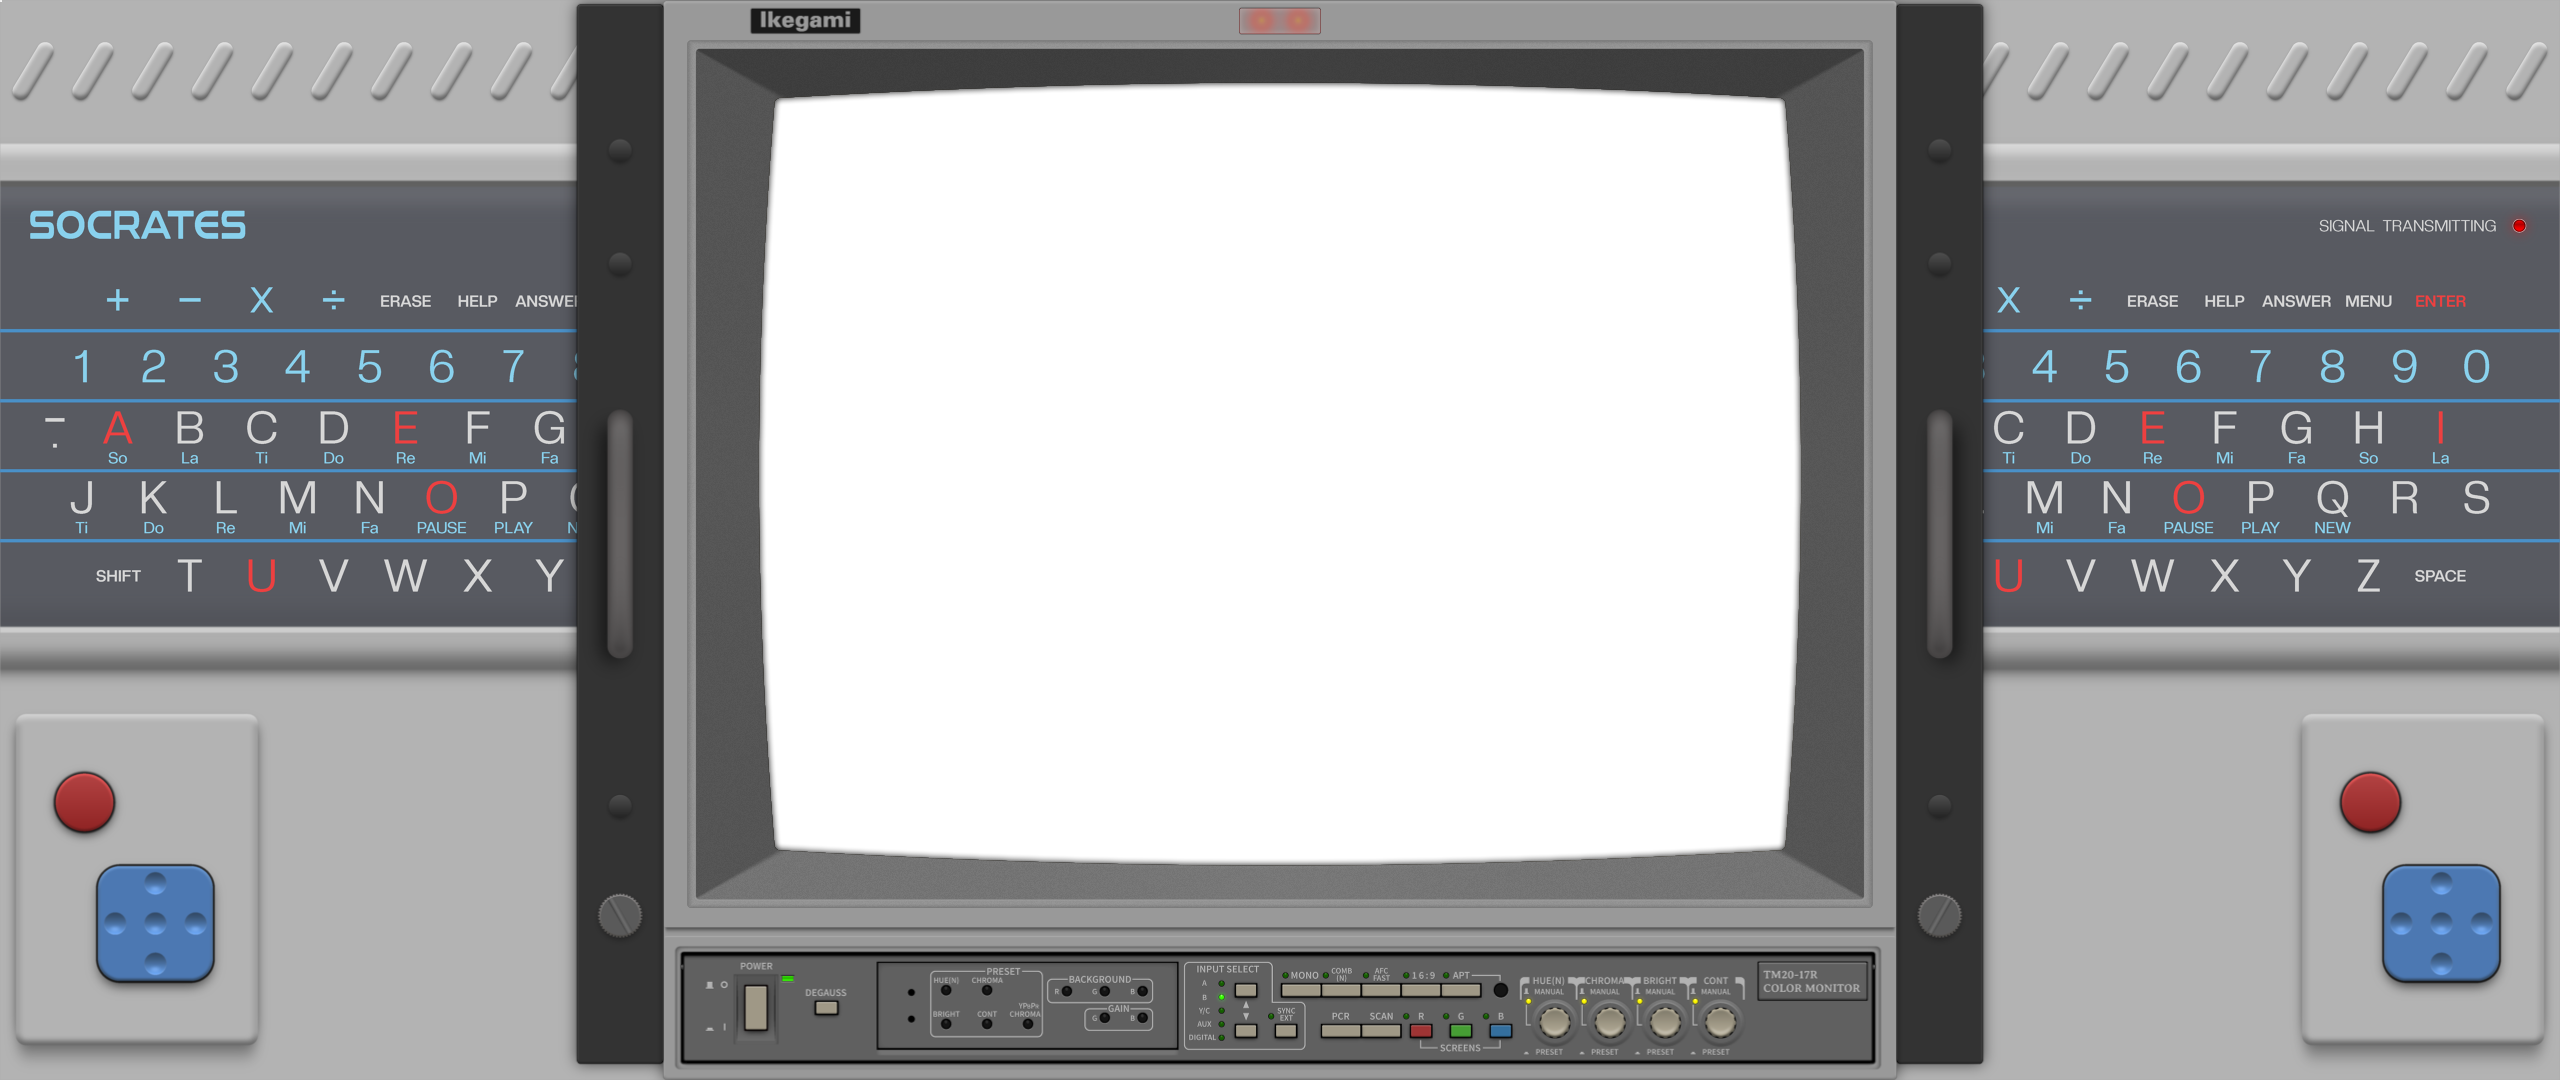 Ikegami
SOCRATES
SIGNAL TRANSMITTING
+ − X ÷ ERASE HELP ANSWER
X ÷ ERASE HELP ANSWER MENU ENTER
1 2 3 4 5 6 7 8
4 5 6 7 8 9 0
A B C D E F G
So La Ti Do Re Mi Fa
C D E F G H I
Ti Do Re Mi Fa So La
J K L M N O P
Ti Do Re Mi Fa PAUSE PLAY
M N O P Q R S
Mi Fa PAUSE PLAY NEW
SHIFT T U V W X Y
U V W X Y Z SPACE
POWER
DEGAUSS
PRESET
HUE(N) CHROMA
BRIGHT CONT YPBPR CHROMA
BACKGROUND
R G B
GAIN
G B
INPUT SELECT
A
B
Y/C
AUX
DIGITAL
SYNC EXT
MONO COMB (N) AFC FAST 16:9 APT
PCR SCAN R G B
SCREENS
HUE(N) CHROMA BRIGHT CONT
MANUAL MANUAL MANUAL MANUAL
PRESET PRESET PRESET PRESET
TM20-17R
COLOR MONITOR